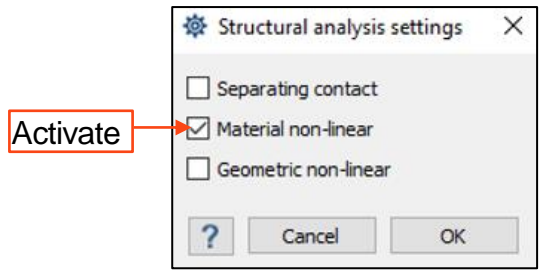 Structural analysis settings
Separating contact
Activate
Material non-linear
Geometric non-linear
? Cancel OK